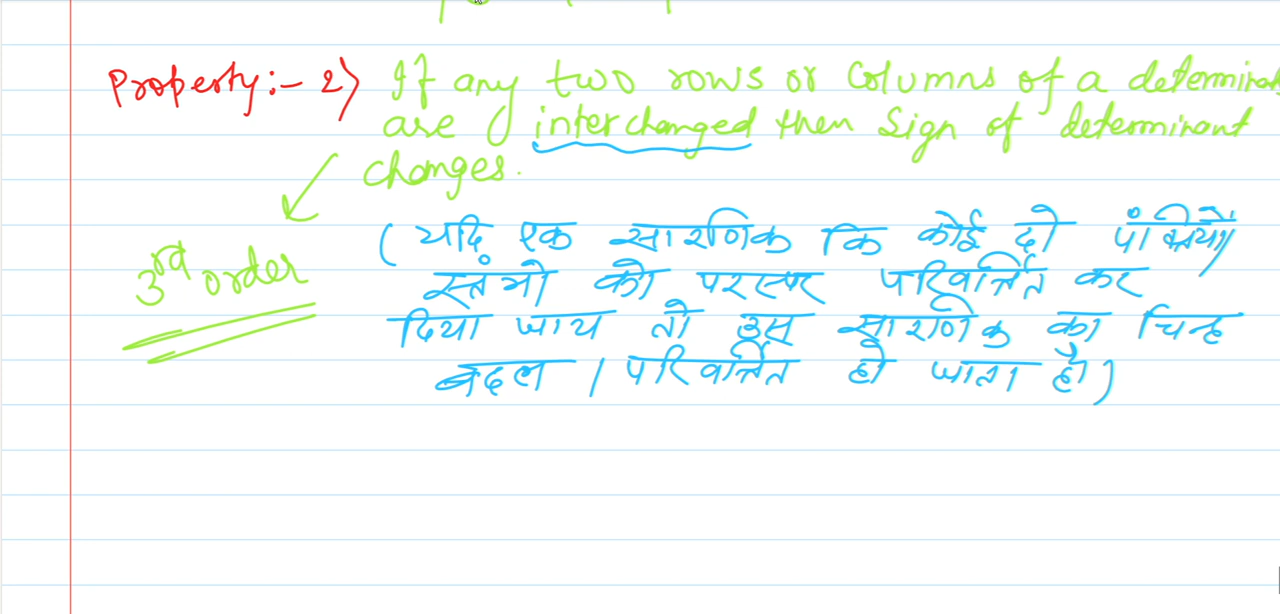 Property:- 2) If any two rows or Columns of a determinat
are interchanged then Sign of determinant
changes.
3rd order
( यदि एक सारणिक कि कोई दो पंक्तियों/
स्तंभो को परस्पर परिवर्तित कर
दिया जाय तो उस सारणिक का चिन्ह
बदल / परिवर्तित हो जाता है)